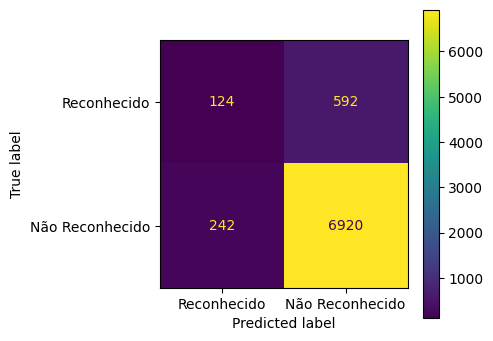 True label
Reconhecido
124
592
Não Reconhecido
242
6920
Reconhecido
Não Reconhecido
Predicted label
6000
5000
4000
3000
2000
1000